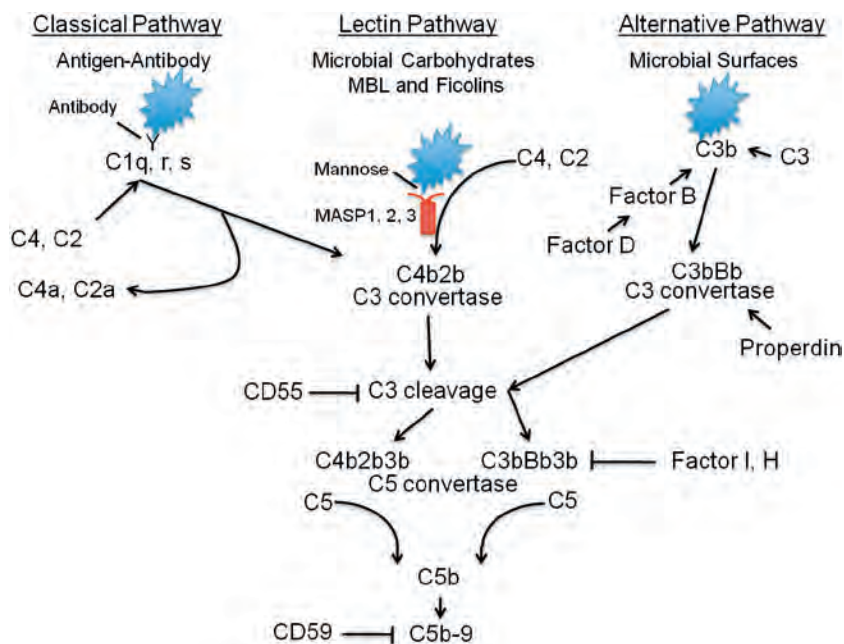 Classical Pathway
Antigen-Antibody
Antibody
Y
C1q, r, s
C4, C2
C4a, C2a
Lectin Pathway
Microbial Carbohydrates
MBL and Ficolins
Mannose
MASP1, 2, 3
C4, C2
C4b2b
C3 convertase
Alternative Pathway
Microbial Surfaces
C3b
C3
Factor B
Factor D
C3bBb
C3 convertase
Properdin
CD55
C3 cleavage
C4b2b3b
C3bBb3b
C5 convertase
Factor I, H
C5
C5
C5b
CD59
C5b-9